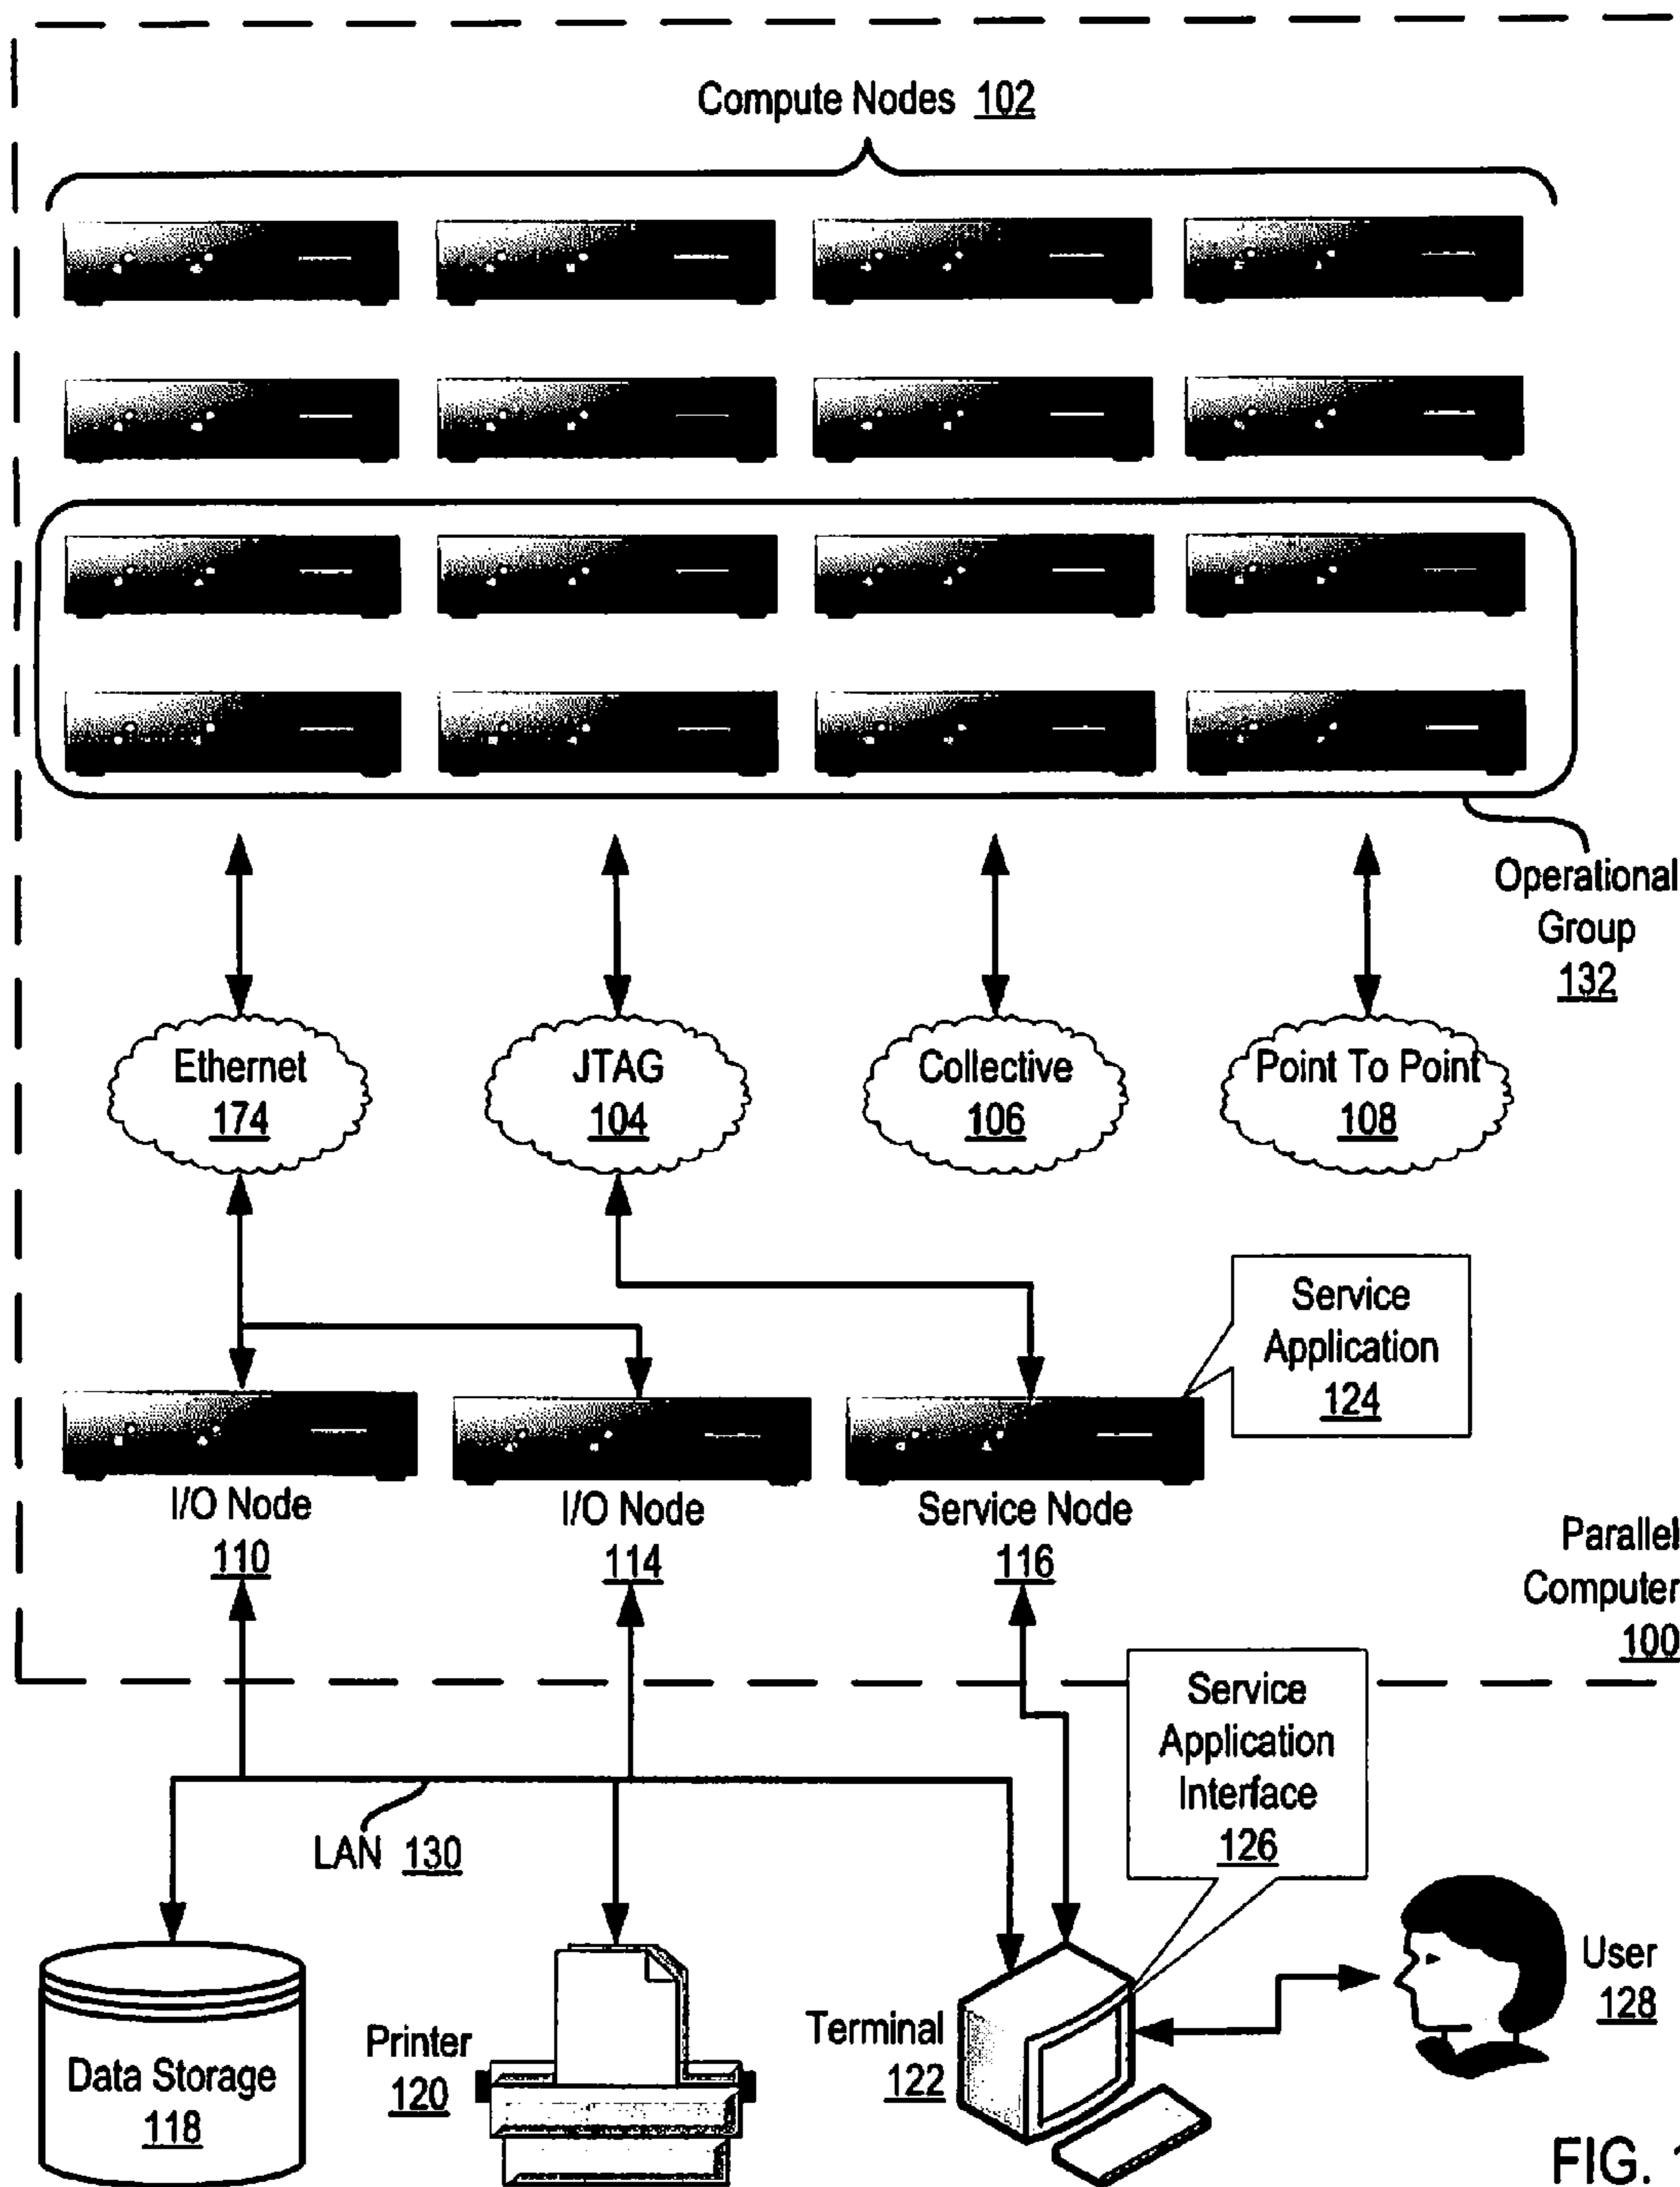 Compute Nodes 102
Operational
Group
132
Ethernet
174
JTAG
104
Collective
106
Point To Point
108
Service
Application
124
I/O Node
110
I/O Node
114
Service Node
116
Parallel
Computer
100
Service
Application
Interface
126
LAN 130
Data Storage
118
Printer
120
Terminal
122
User
128
FIG. 1